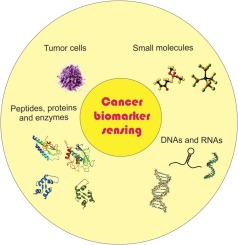 Tumor cells
Small molecules
Peptides, proteins
and enzymes
Cancer
biomarker
sensing
DNAs and RNAs